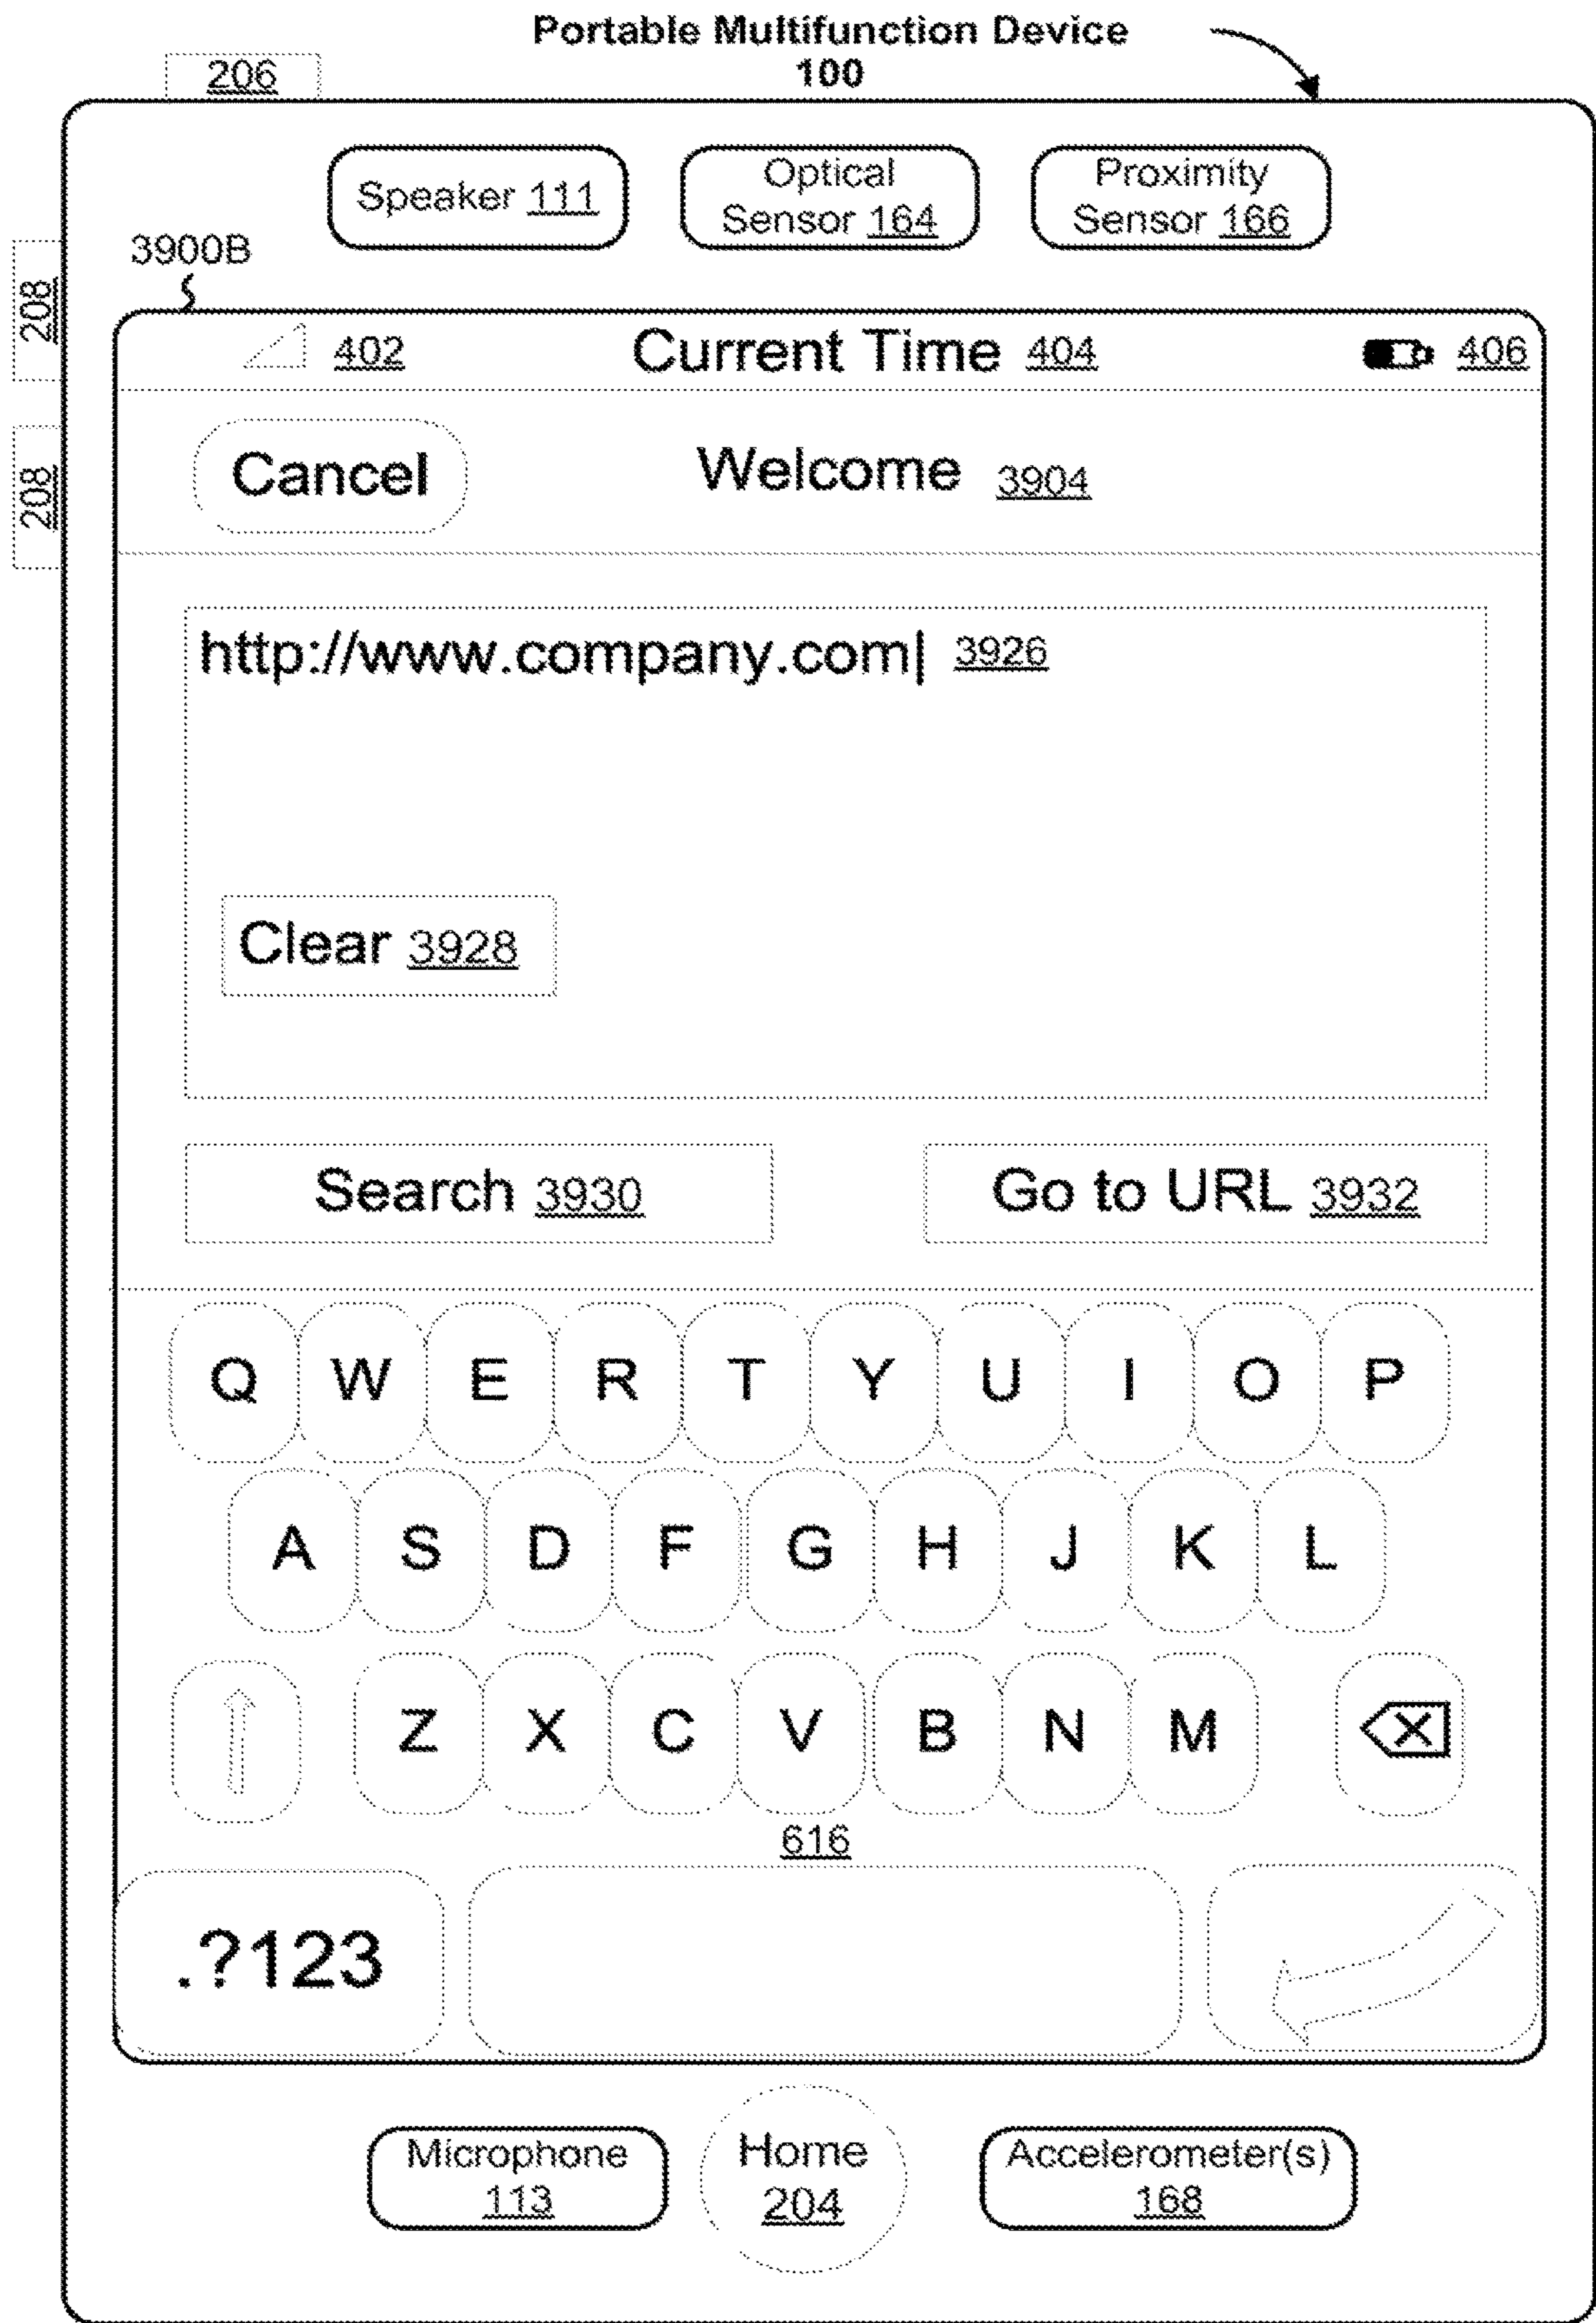 Portable Multifunction Device
100
206
Speaker 111
Optical
Sensor 164
Proximity
Sensor 166
3900B
208
208
402
Current Time 404
406
Cancel
Welcome 3904
http://www.company.com| 3926
Clear 3928
Search 3930
Go to URL 3932
Q W E R T Y U I O P
A S D F G H J K L
Z X C V B N M
616
.?123
Microphone
113
Home
204
Accelerometer(s)
168